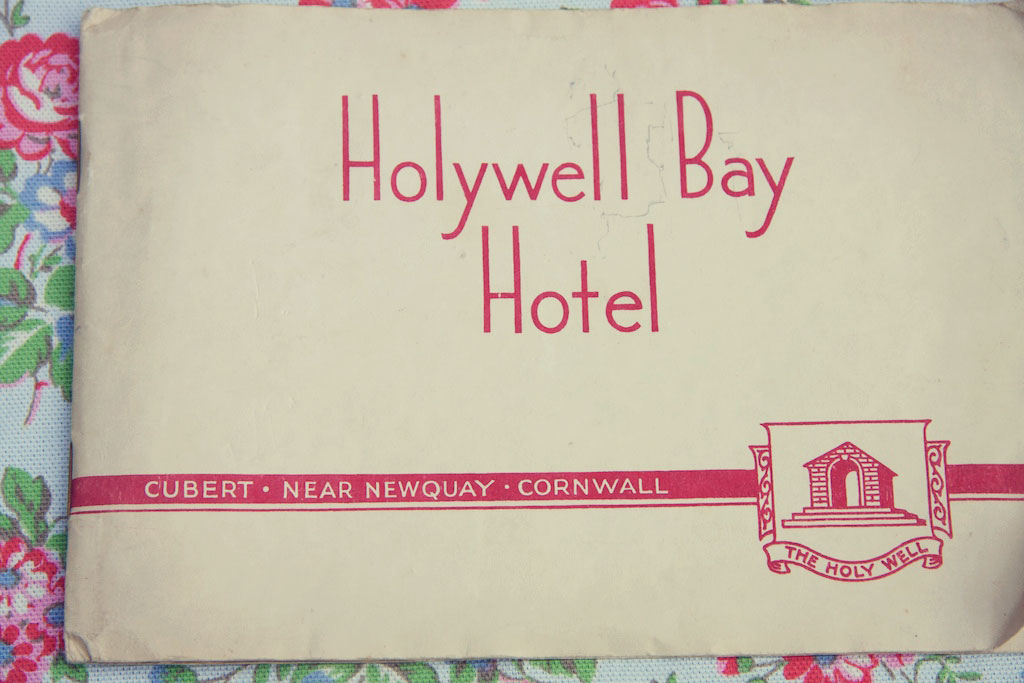 Holywell Bay
Hotel
CUBERT · NEAR NEWQUAY · CORNWALL
THE HOLY WELL